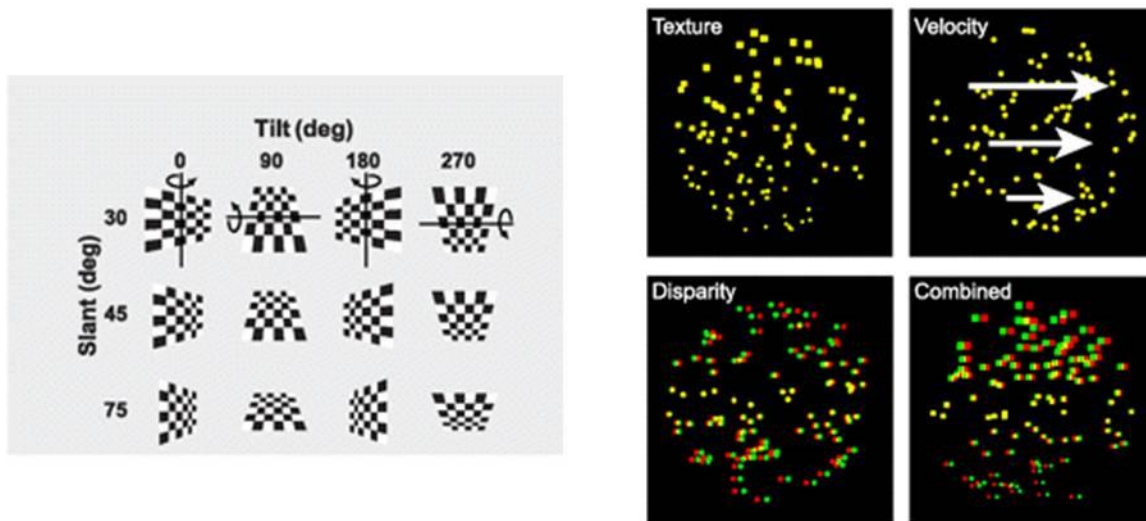 Tilt (deg)
0 90 180 270
Slant (deg)
30
45
75
Texture
Velocity
Disparity
Combined